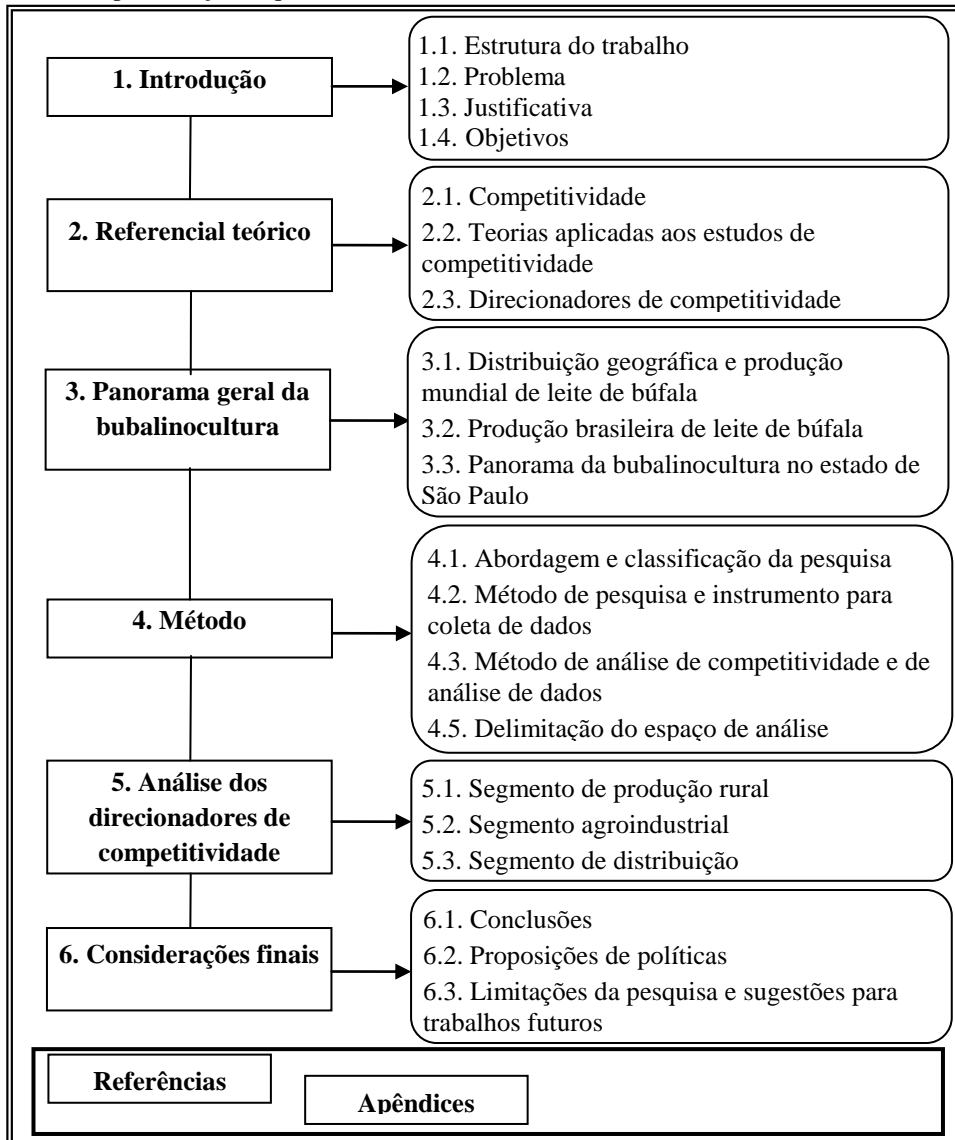 1. Introdução
1.1. Estrutura do trabalho
1.2. Problema
1.3. Justificativa
1.4. Objetivos
2. Referencial teórico
2.1. Competitividade
2.2. Teorias aplicadas aos estudos de
competitividade
2.3. Direcionadores de competitividade
3. Panorama geral da
bubalinocultura
3.1. Distribuição geográfica e produção
mundial de leite de búfala
3.2. Produção brasileira de leite de búfala
3.3. Panorama da bubalinocultura no estado de
São Paulo
4. Método
4.1. Abordagem e classificação da pesquisa
4.2. Método de pesquisa e instrumento para
coleta de dados
4.3. Método de análise de competitividade e de
análise de dados
4.5. Delimitação do espaço de análise
5. Análise dos
direcionadores de
competitividade
5.1. Segmento de produção rural
5.2. Segmento agroindustrial
5.3. Segmento de distribuição
6. Considerações finais
6.1. Conclusões
6.2. Proposições de políticas
6.3. Limitações da pesquisa e sugestões para
trabalhos futuros
Referências
Apêndices